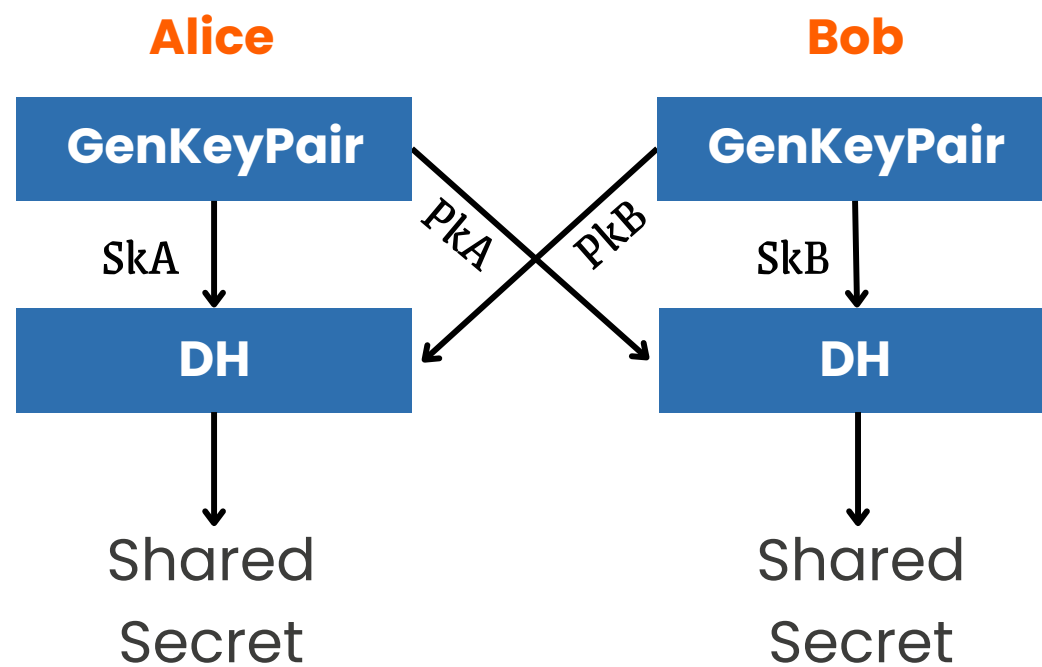 Alice
Bob
GenKeyPair
GenKeyPair
PkA
PkB
SkA
SkB
DH
DH
Shared
Secret
Shared
Secret